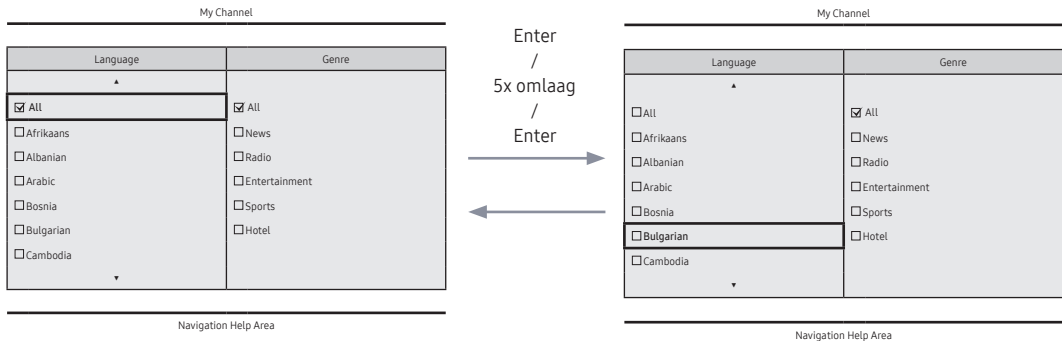 My Channel
Language
Genre
All
Afrikaans
Albanian
Arabic
Bosnia
Bulgarian
Cambodia
All
News
Radio
Entertainment
Sports
Hotel
Navigation Help Area
Enter
/
5x omlaag
/
Enter
My Channel
Language
Genre
All
Afrikaans
Albanian
Arabic
Bosnia
Bulgarian
Cambodia
All
News
Radio
Entertainment
Sports
Hotel
Navigation Help Area